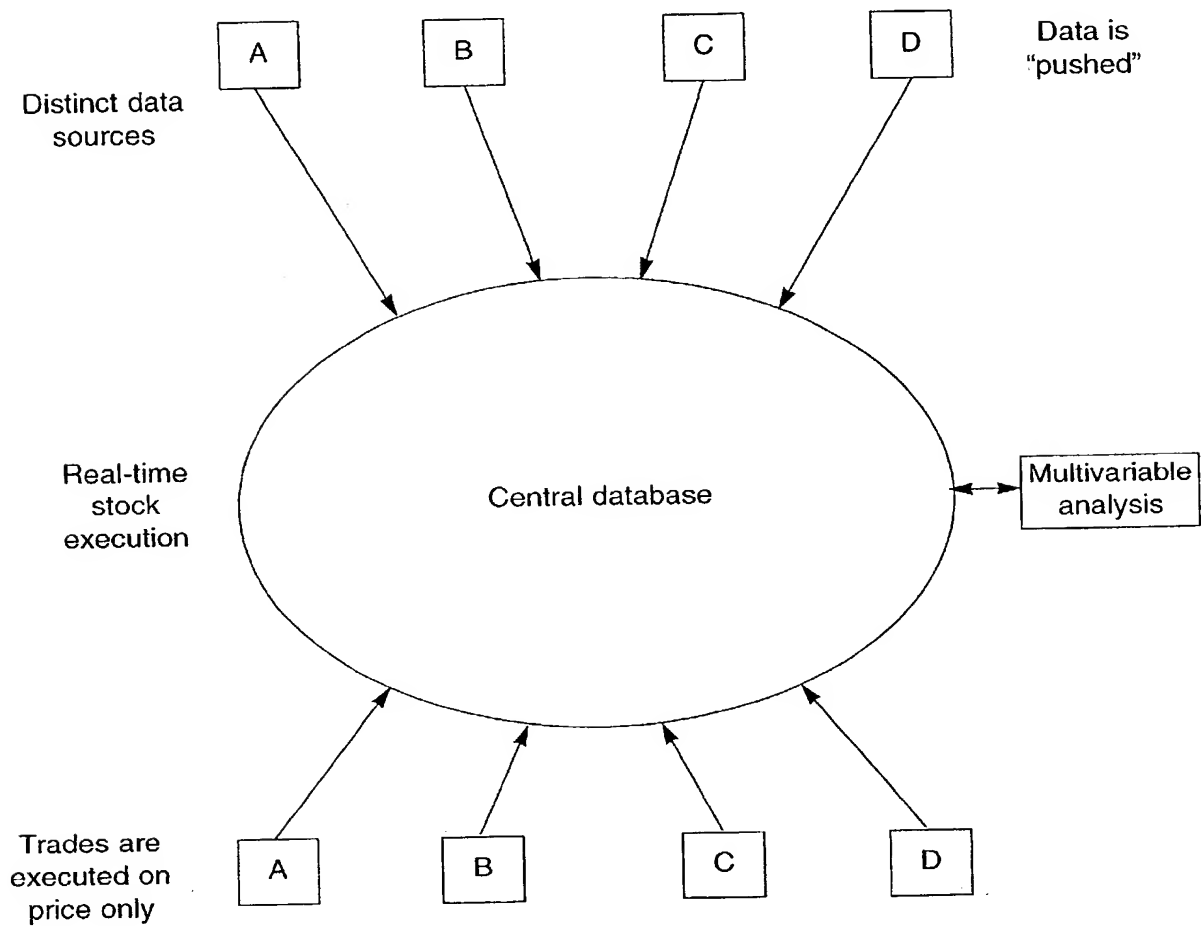 A
B
C
D
Data is
“pushed”
Distinct data
sources
Real-time
stock
execution
Central database
Multivariable
analysis
Trades are
executed on
price only
A
B
C
D